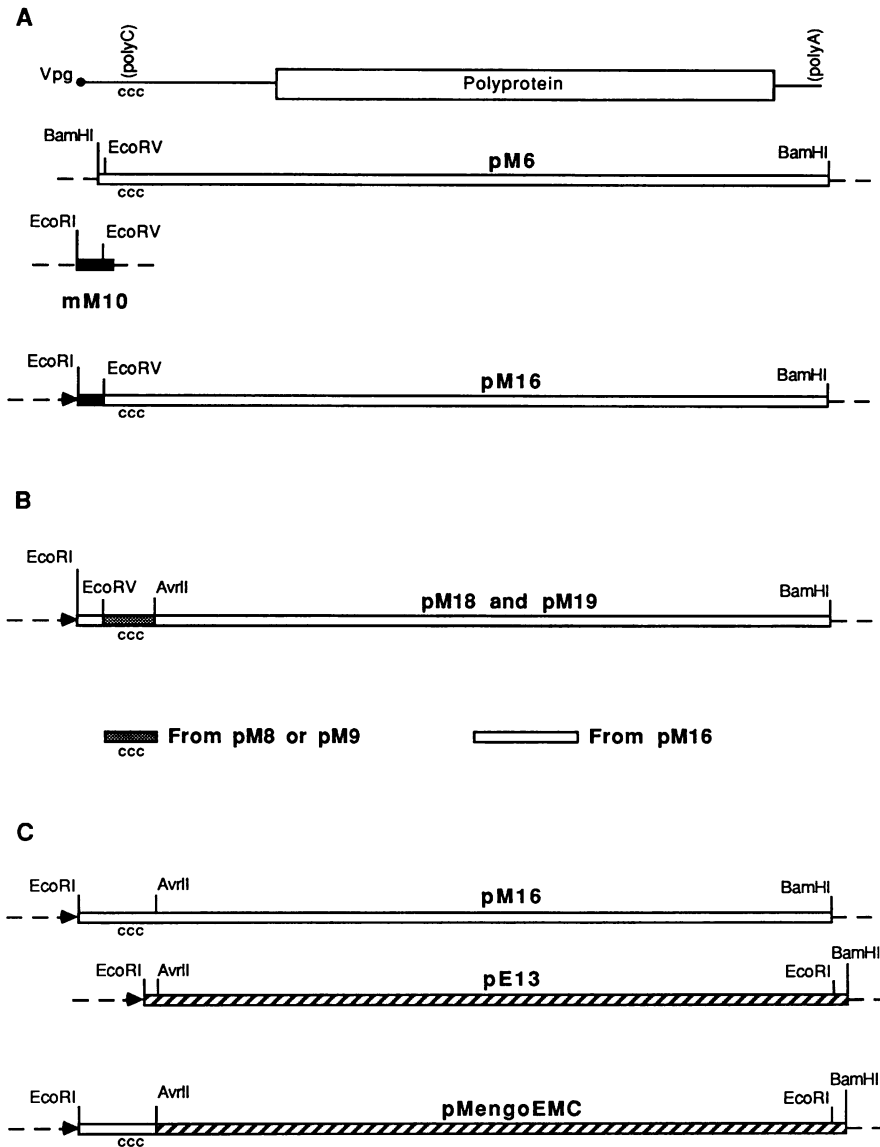 A
(polyC)
(polyA)
Vpg
Polyprotein
ccc
BamHI
EcoRV
pM6
BamHI
ccc
EcoRI
EcoRV
mM10
EcoRI
EcoRV
pM16
BamHI
ccc
B
EcoRI
EcoRV
AvrII
pM18 and pM19
BamHI
ccc
From pM8 or pM9
From pM16
ccc
C
EcoRI
AvrII
pM16
BamHI
ccc
EcoRI
AvrII
pE13
EcoRI
BamHI
EcoRI
AvrII
pMengoEMC
EcoRI
BamHI
ccc